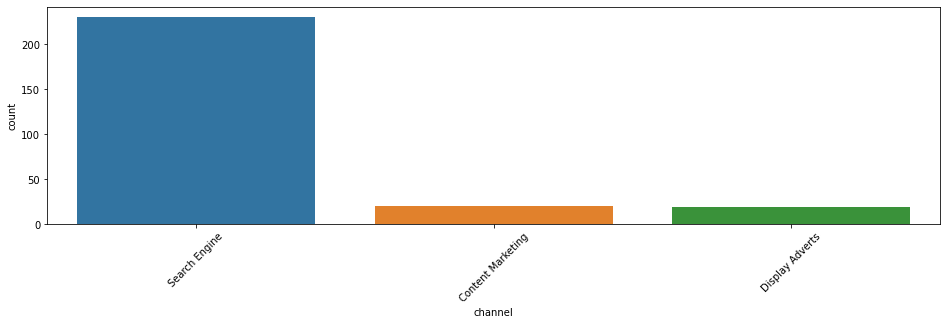 200
150
100
50
0
count
Search Engine
Content Marketing
Display Adverts
channel